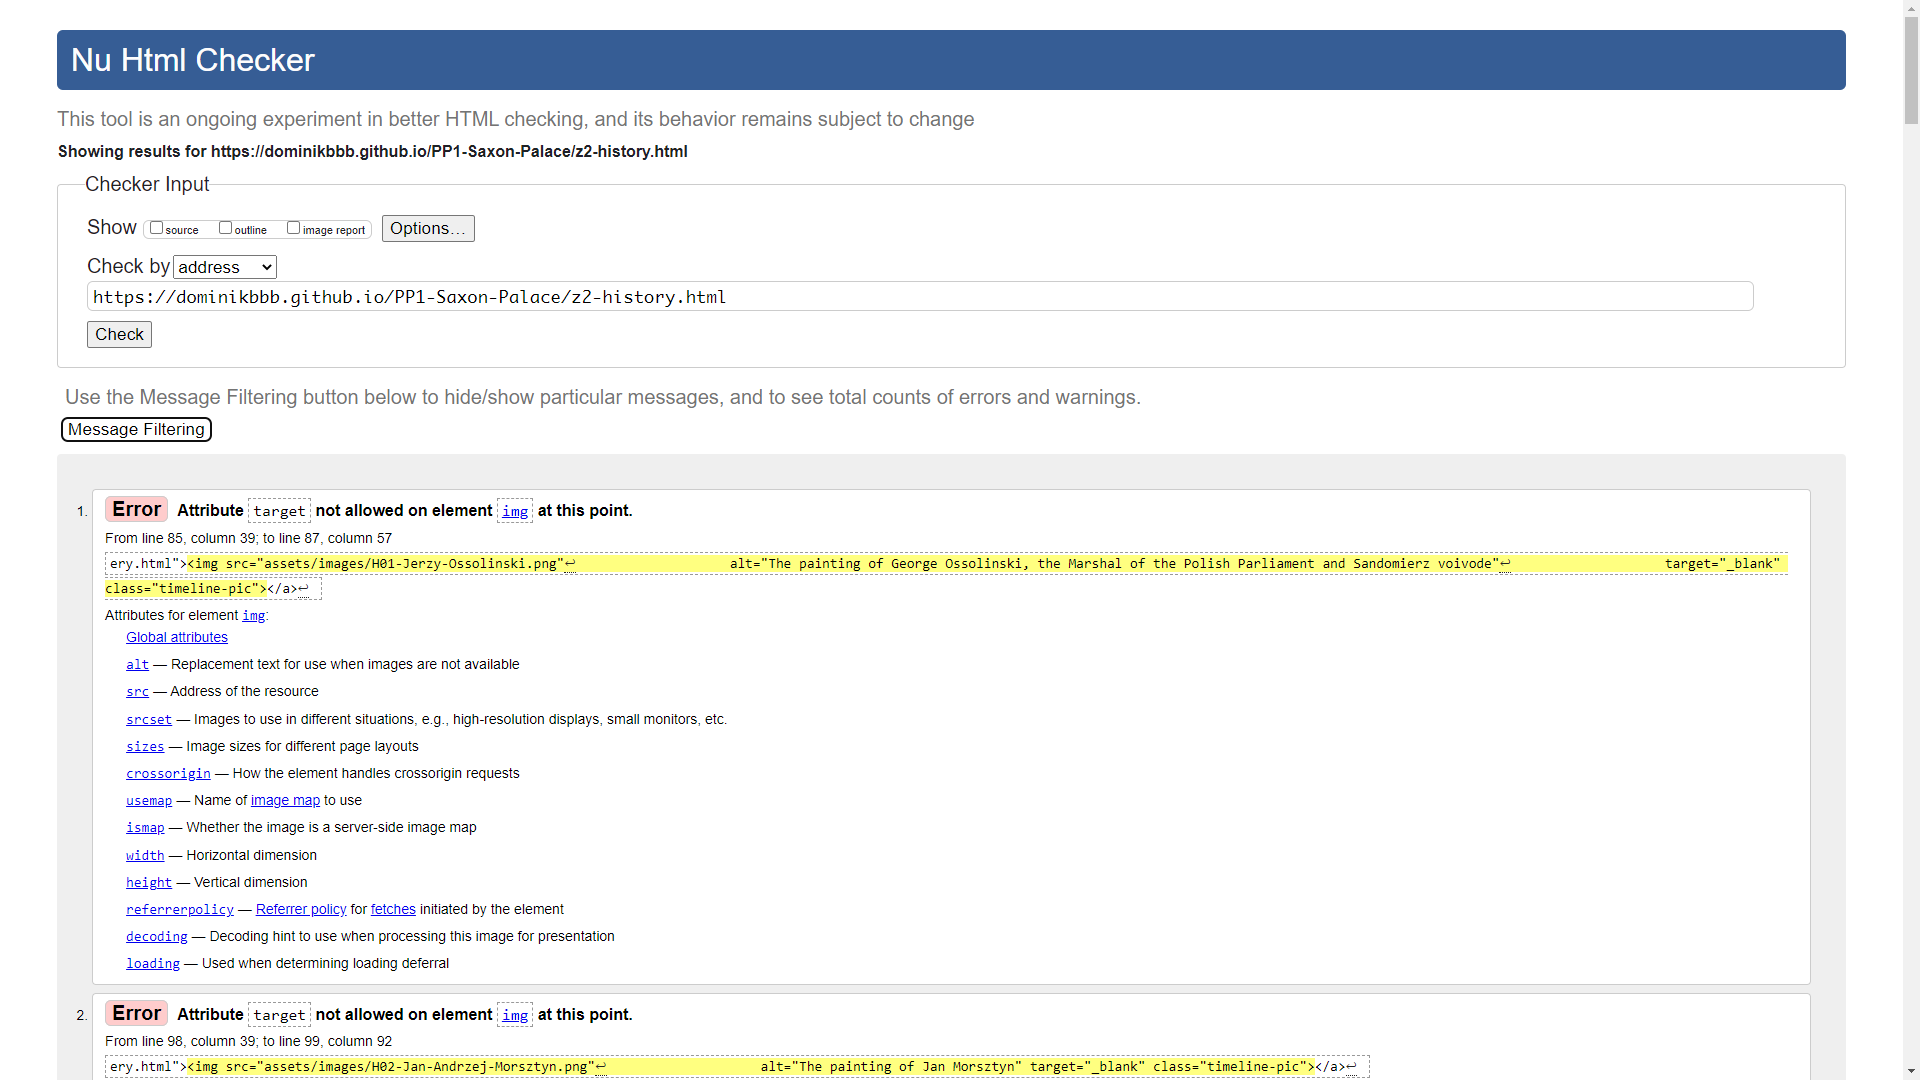 Nu Html Checker
This tool is an ongoing experiment in better HTML checking, and its behavior remains subject to change
Showing results for https://dominikbbb.github.io/PP1-Saxon-Palace/z2-history.html
Checker Input
Show source outline image report Options…
Check by address
https://dominikbbb.github.io/PP1-Saxon-Palace/z2-history.html
Check
Use the Message Filtering button below to hide/show particular messages, and to see total counts of errors and warnings.
Message Filtering
1. Error Attribute target not allowed on element img at this point.
From line 85, column 39; to line 87, column 57
ery.html"><img src="assets/images/H01-Jerzy-Ossolinski.png"↩ alt="The painting of George Ossolinski, the Marshal of the Polish Parliament and Sandomierz voivode"↩ target="_blank"
class="timeline-pic"></a>↩
Attributes for element img:
Global attributes
alt — Replacement text for use when images are not available
src — Address of the resource
srcset — Images to use in different situations, e.g., high-resolution displays, small monitors, etc.
sizes — Image sizes for different page layouts
crossorigin — How the element handles crossorigin requests
usemap — Name of image map to use
ismap — Whether the image is a server-side image map
width — Horizontal dimension
height — Vertical dimension
referrerpolicy — Referrer policy for fetches initiated by the element
decoding — Decoding hint to use when processing this image for presentation
loading — Used when determining loading deferral
2. Error Attribute target not allowed on element img at this point.
From line 98, column 39; to line 99, column 92
ery.html"><img src="assets/images/H02-Jan-Andrzej-Morsztyn.png"↩ alt="The painting of Jan Morsztyn" target="_blank" class="timeline-pic"></a>↩